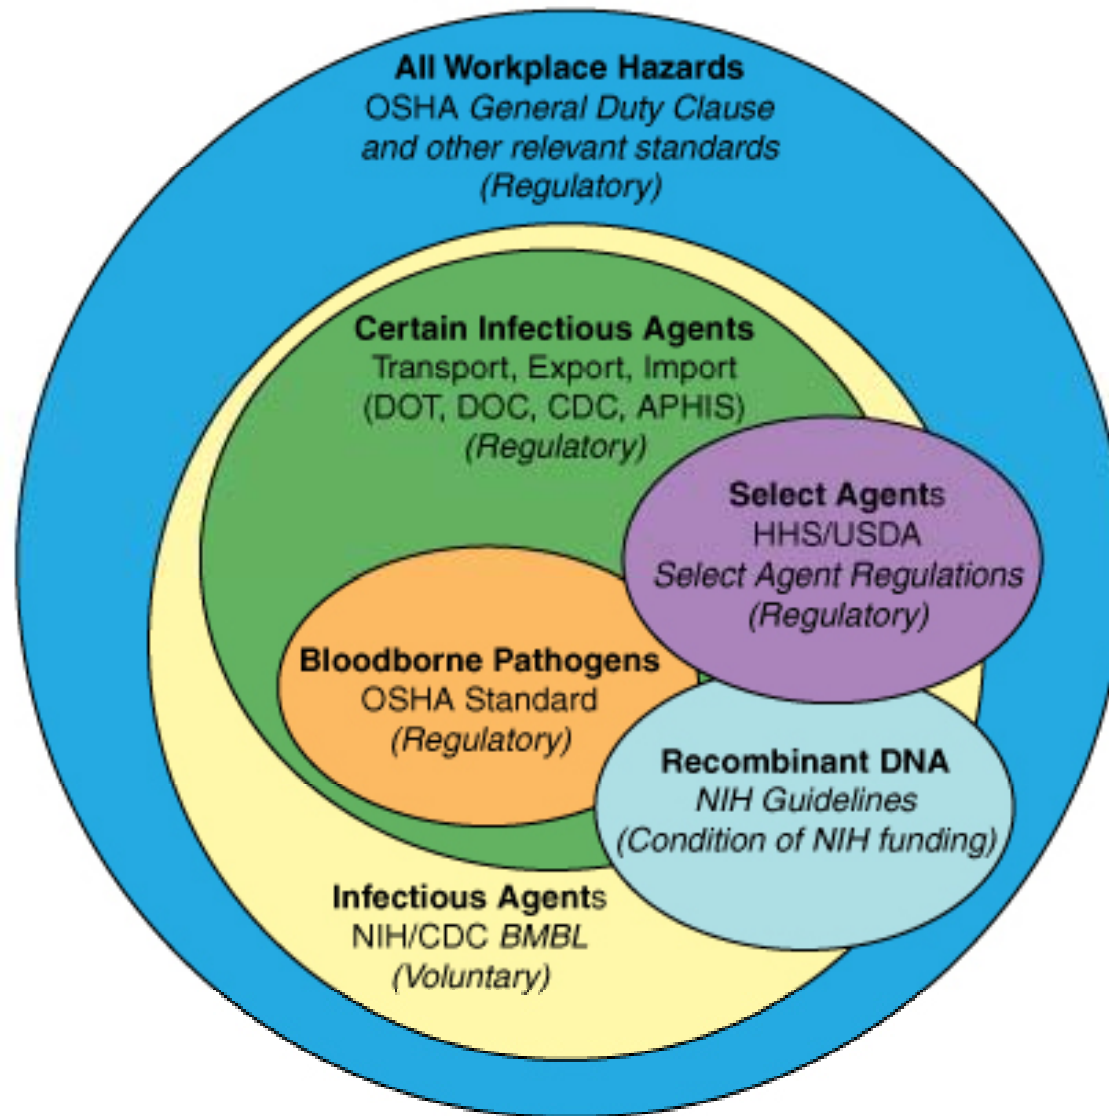 All Workplace Hazards
OSHA General Duty Clause
and other relevant standards
(Regulatory)
Certain Infectious Agents
Transport, Export, Import
(DOT, DOC, CDC, APHIS)
(Regulatory)
Select Agents
HHS/USDA
Select Agent Regulations
(Regulatory)
Bloodborne Pathogens
OSHA Standard
(Regulatory)
Recombinant DNA
NIH Guidelines
(Condition of NIH funding)
Infectious Agents
NIH/CDC BMBL
(Voluntary)